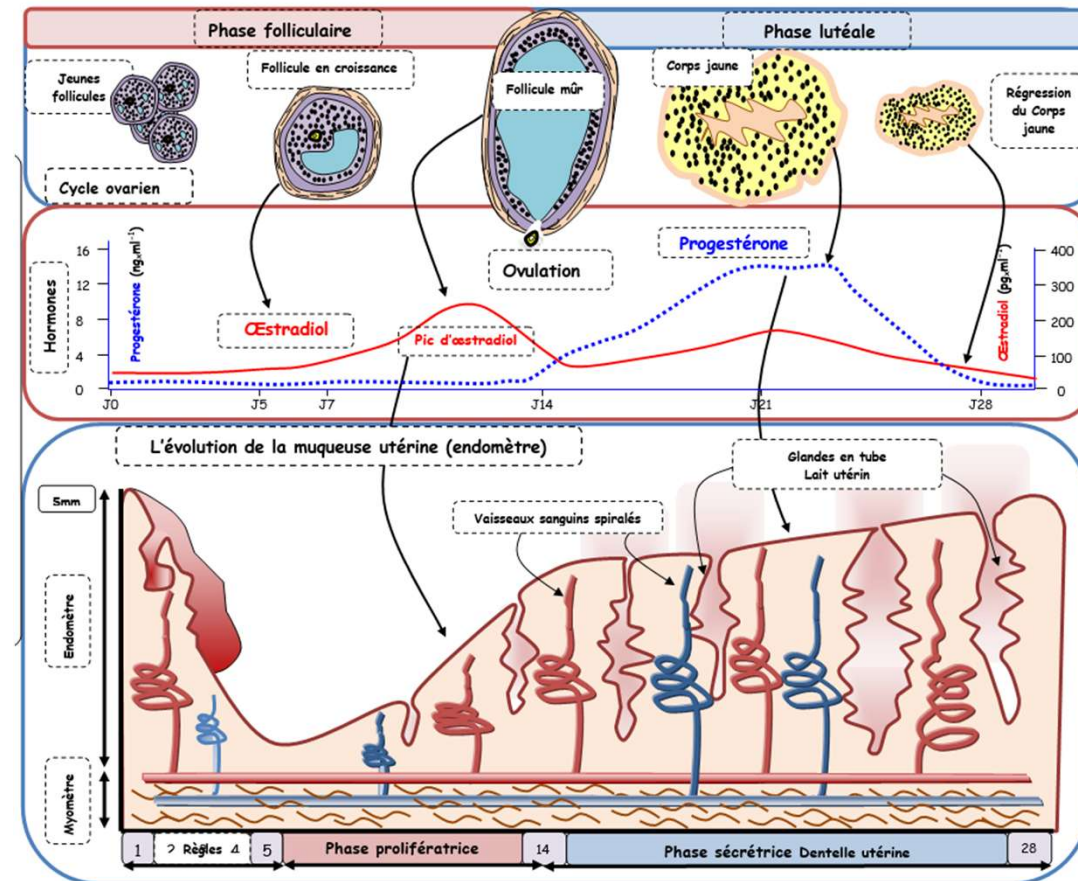 Phase folliculaire
Phase lutéale
Jeunes
follicules
Follicule en croissance
Follicule mûr
Corps jaune
Régression
du Corps
jaune
Cycle ovarien
Ovulation
Hormones
Progestérone (ng×ml⁻¹)
16
12
8
4
0
Œstradiol
Pic d'œstradiol
Progestérone
400
300
200
100
0
Œstradiol (pg×ml⁻¹)
J0
J5
J7
J14
J21
J28
L'évolution de la muqueuse utérine (endomètre)
Glandes en tube
Lait utérin
Vaisseaux sanguins spiralés
5mm
Endomètre
Myomètre
1
2 Règles 4
5
Phase prolifératrice
14
Phase sécrétrice Dentelle utérine
28